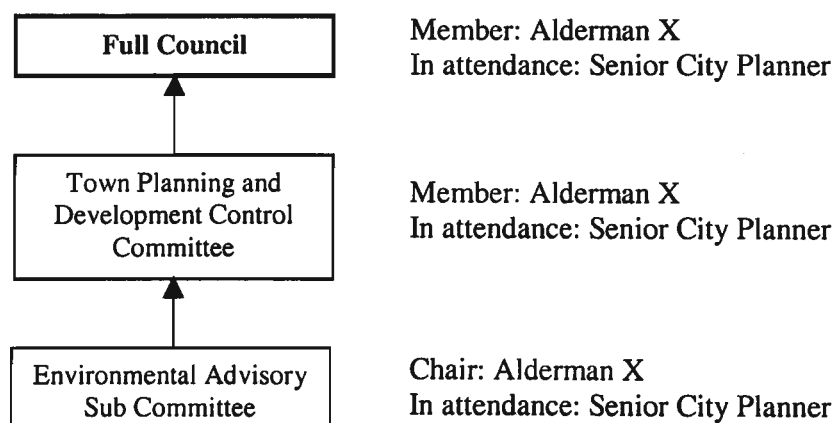 Full Council
Member: Alderman X
In attendance: Senior City Planner
Town Planning and
Development Control
Committee
Member: Alderman X
In attendance: Senior City Planner
Environmental Advisory
Sub Committee
Chair: Alderman X
In attendance: Senior City Planner